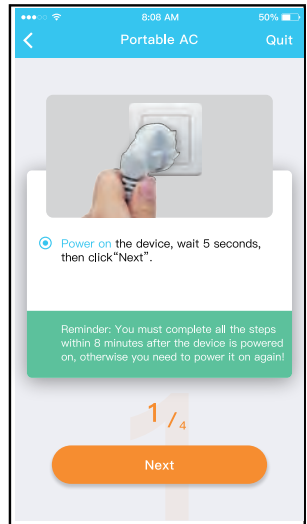 8:08 AM
50%
Portable AC
Quit
Power on the device, wait 5 seconds,
then click“Next”.
Reminder: You must complete all the steps
within 8 minutes after the device is powered
on, otherwise you need to power it on again!
1 / 4
Next